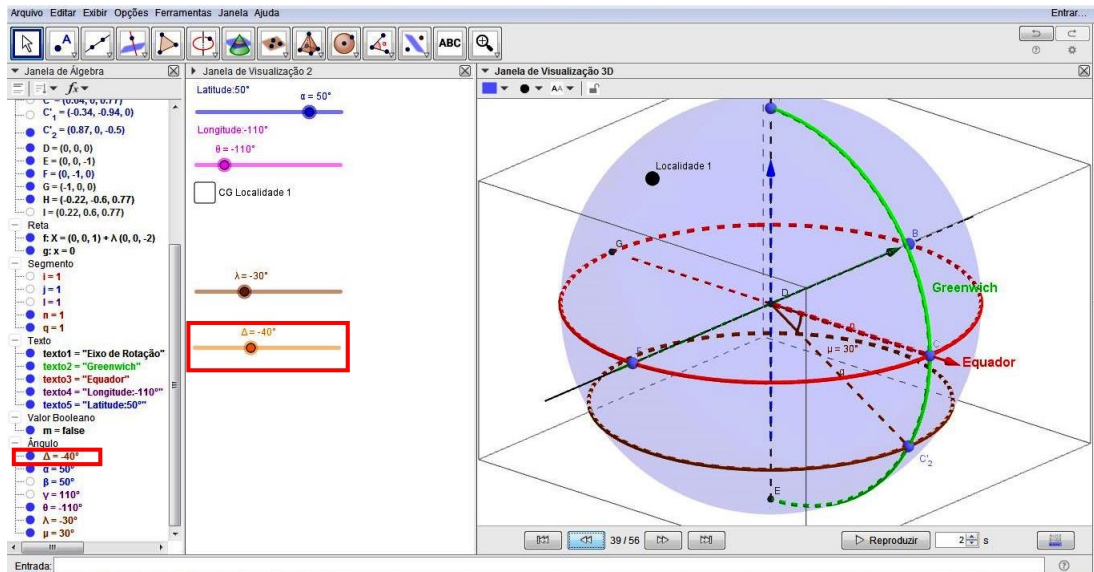 Arquivo Editar Exibir Opções Ferramentas Janela Ajuda
Entrar...
ABC
Janela de Álgebra
Janela de Visualização 2
Janela de Visualização 3D
fx
AA
C'₁ = (-0.34, -0.94, 0)
C'₂ = (0.87, 0, -0.5)
D = (0, 0, 0)
E = (0, 0, -1)
F = (0, -1, 0)
G = (-1, 0, 0)
H = (-0.22, -0.6, 0.77)
I = (0.22, 0.6, 0.77)
Reta
f: X = (0, 0, 1) + λ (0, 0, -2)
g: x = 0
Segmento
i = 1
j = 1
l = 1
n = 1
q = 1
Texto
texto1 = "Eixo de Rotação"
texto2 = "Greenwich"
texto3 = "Equador"
texto4 = "Longitude:-110°"
texto5 = "Latitude:50°"
Valor Booleano
m = false
Ângulo
Δ = -40°
α = 50°
β = 50°
γ = 110°
θ = -110°
λ = -30°
μ = 30°
Latitude:50°
α = 50°
Longitude:-110°
θ = -110°
CG Localidade 1
λ = -30°
Δ = -40°
Localidade 1
G
B
Greenwich
D
n
μ = 30°
C
Equador
F
q
C'₂
E
39 / 56
Reproduzir
2
s
Entrada: